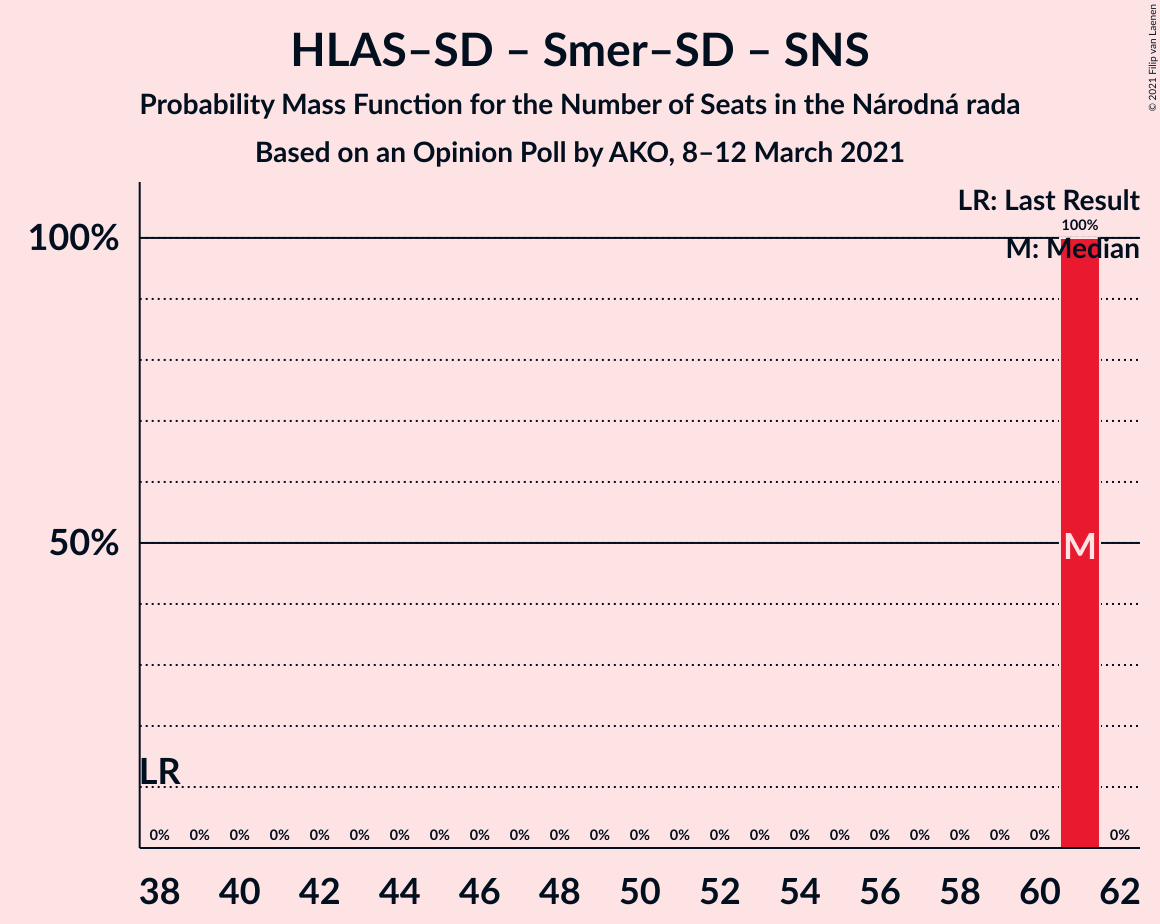 HLAS–SD – Smer–SD – SNS
Probability Mass Function for the Number of Seats in the Národná rada
Based on an Opinion Poll by AKO, 8–12 March 2021
© 2021 Filip van Laenen
LR: Last Result
100%
100%
M: Median
50%
M
LR
0% 0% 0% 0% 0% 0% 0% 0% 0% 0% 0% 0% 0% 0% 0% 0% 0% 0% 0% 0% 0% 0% 0% 0%
38 40 42 44 46 48 50 52 54 56 58 60 62